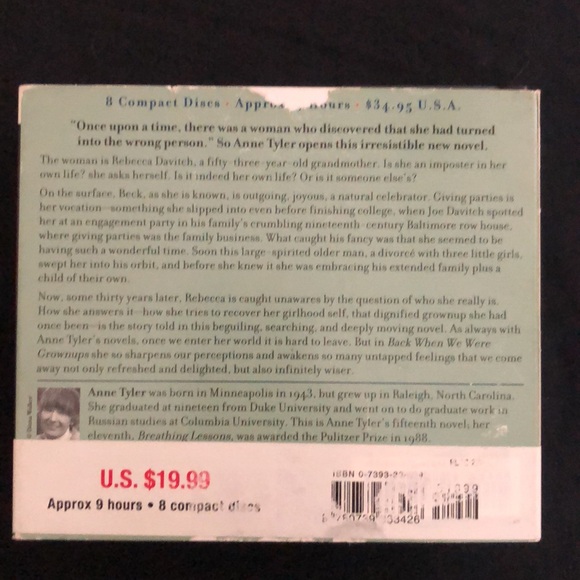 8 Compact Discs · Approx Hours · $34.95 U.S.A.
"Once upon a time, there was a woman who discovered that she had turned
into the wrong person." So Anne Tyler opens this irresistible new novel.
The woman is Rebecca Davitch, a fifty-three-year-old grandmother. Is she an imposter in her
own life? she asks herself. Is it indeed her own life? Or is it someone else's?
On the surface, Beck, as she is known, is outgoing, joyous, a natural celebrator. Giving parties is
her vocation—something she slipped into even before finishing college, when Joe Davitch spotted
her at an engagement party in his family's crumbling nineteenth-century Baltimore row house,
where giving parties was the family business. What caught his fancy was that she seemed to be
having such a wonderful time. Soon this large-spirited older man, a divorcé with three little girls,
swept her into his orbit, and before she knew it she was embracing his extended family plus a
child of their own.
Now, some thirty years later, Rebecca is caught unawares by the question of who she really is.
How she answers it—how she tries to recover her girlhood self, that dignified grownup she had
once been—is the story told in this beguiling, searching, and deeply moving novel. As always with
Anne Tyler's novels, once we enter her world it is hard to leave. But in Back When We Were
Grownups she so sharpens our perceptions and awakens so many untapped feelings that we come
away not only refreshed and delighted, but also infinitely wiser.
Anne Tyler was born in Minneapolis in 1943, but grew up in Raleigh, North Carolina.
She graduated at nineteen from Duke University and went on to do graduate work in
Russian studies at Columbia University. This is Anne Tyler's fifteenth novel; her
eleventh, Breathing Lessons, was awarded the Pulitzer Prize in 1988.
U.S. $19.99
Approx 9 hours • 8 compact discs
ISBN 0-7393-